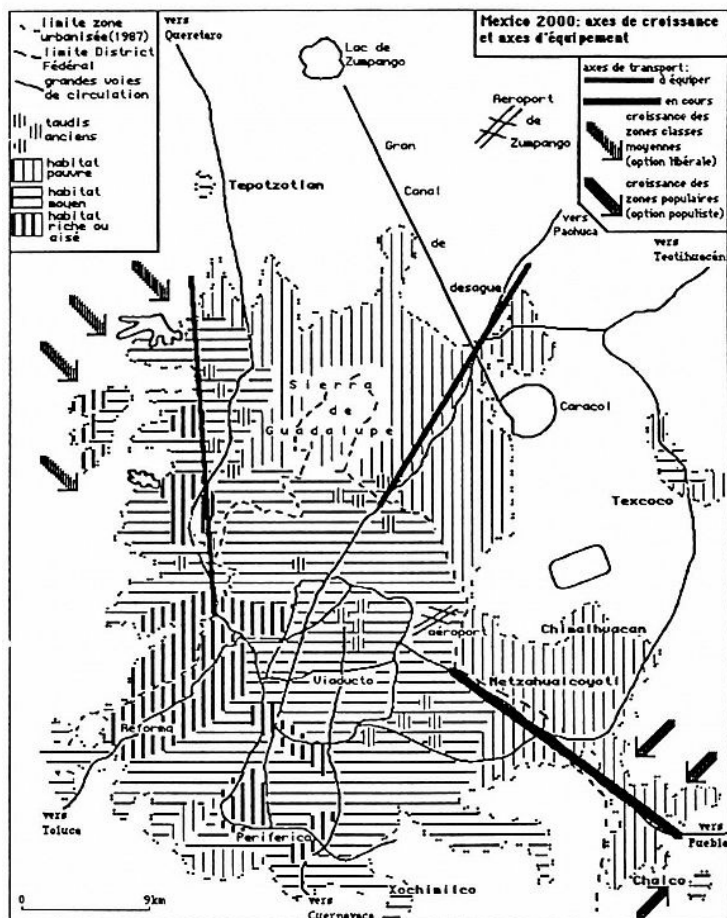 limite zone
urbanisée(1987)
limite District
Fédéral
grandes voies
de circulation
taudis
anciens
habitat
pauvre
habitat
moyen
habitat
riche ou
aisé
Mexico 2000: axes de croissance
et axes d'équipement
axes de transport:
à équiper
en cours
croissance des
zones classes
moyennes
(option libérale)
croissance des
zones populaires
(option populiste)
vers
Queretaro
Lac de
Zumpango
Aeroport
de
Zumpango
Gran
Canal
de
desague
Tepotzotlan
vers
Pachuca
vers
Teotihuacán
Sierra
de
Guadalupe
Caracol
Texcoco
aéroport
Chimalhuacan
Netzahualcoyotl
Viaducto
Reforma
vers
Toluca
Periferico
vers
Puebla
Chalco
Xochimilco
vers
Cuernavaca
0 9km